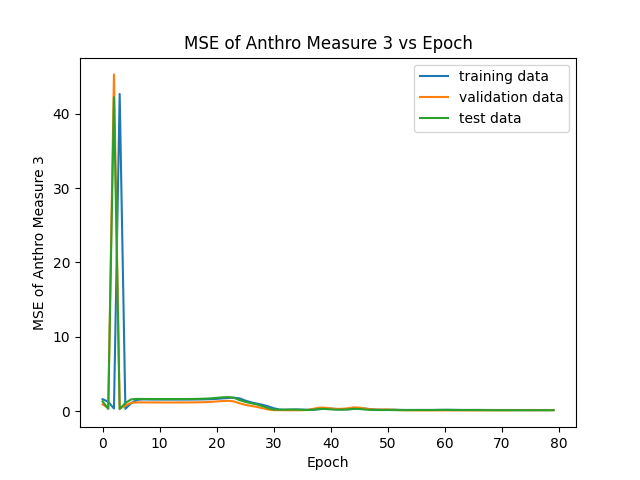 MSE of Anthro Measure 3 vs Epoch
training data
validation data
test data
MSE of Anthro Measure 3
40
30
20
10
0
0 10 20 30 40 50 60 70 80
Epoch